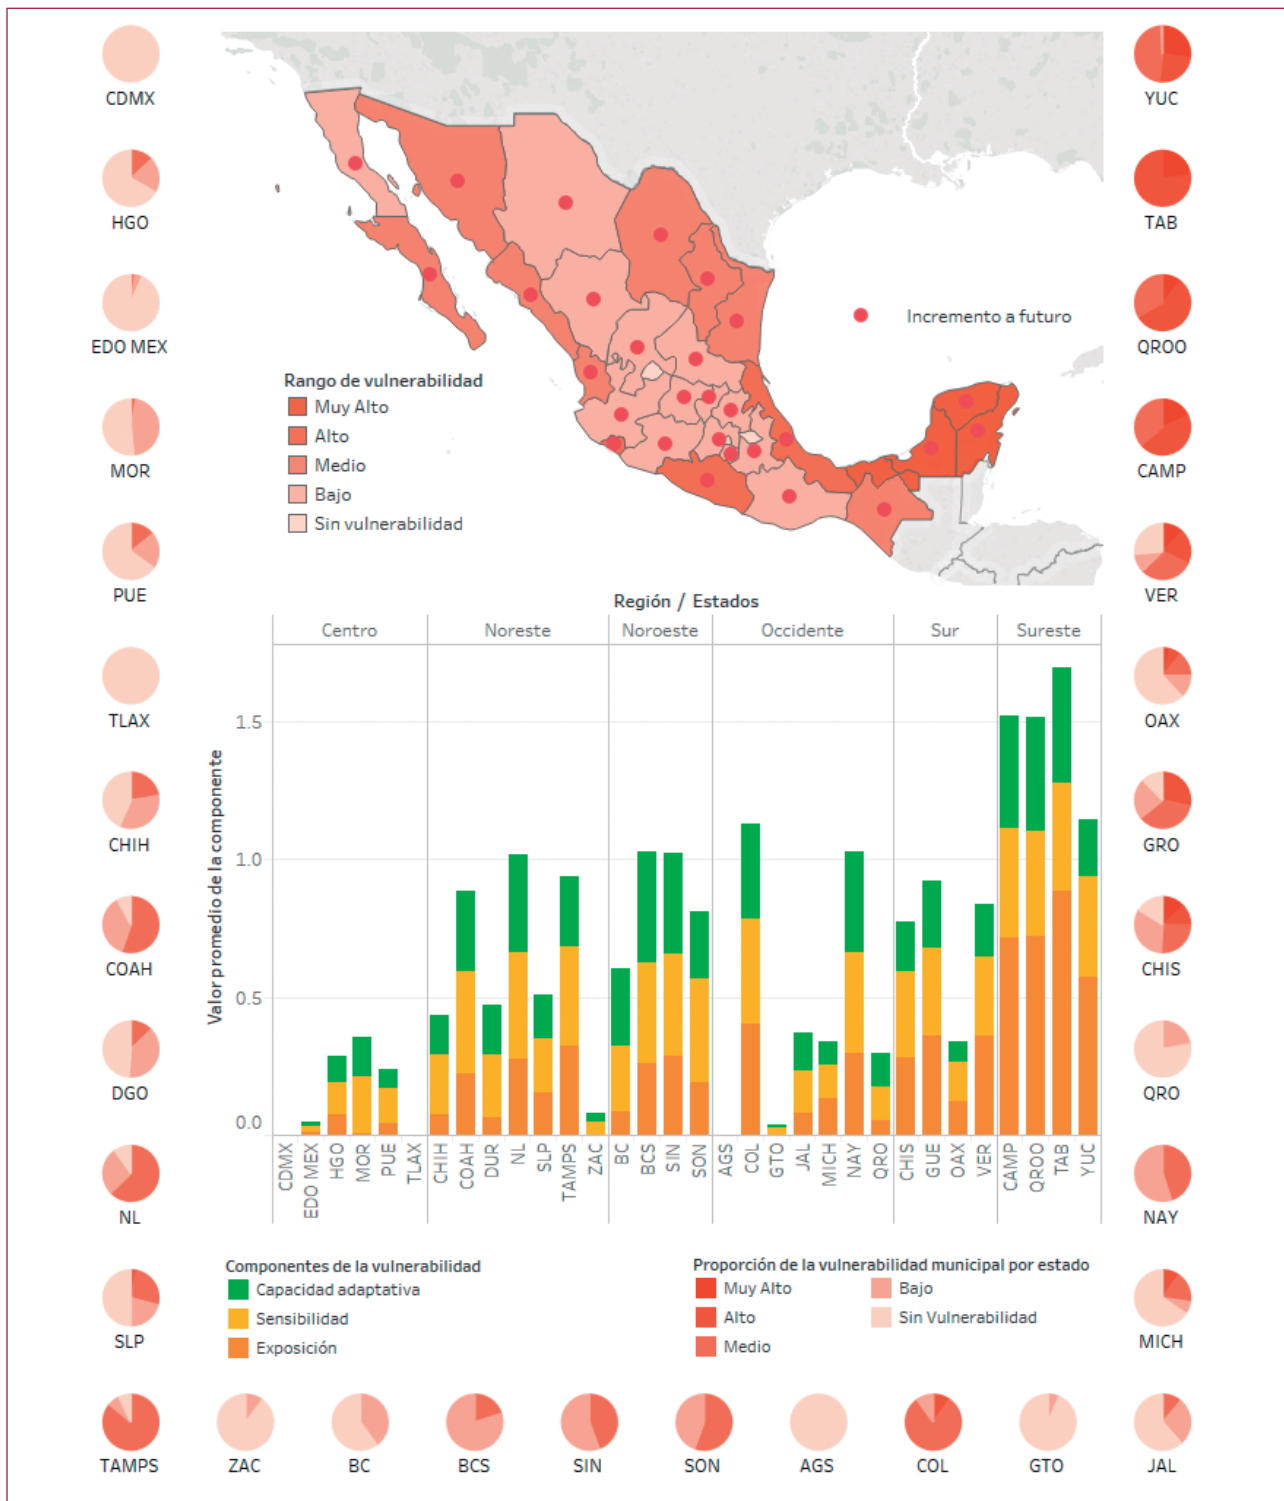 CDMX
HGO
EDO MEX
MOR
PUE
TLAX
CHIH
COAH
DGO
NL
SLP
YUC
TAB
QROO
CAMP
VER
OAX
GRO
CHIS
QRO
NAY
MICH
Incremento a futuro
Rango de vulnerabilidad
Muy Alto
Alto
Medio
Bajo
Sin vulnerabilidad
Región / Estados
Centro Noreste Noroeste Occidente Sur Sureste
Valor promedio de la componente
1.5
1.0
0.5
0.0
CDMX EDO MEX HGO MOR PUE TLAX CHIH COAH DUR NL SLP TAMPS ZAC BC BCS SIN SON AGS COL GTO JAL MICH NAY QRO CHIS GUE OAX VER CAMP QROO TAB YUC
Componentes de la vulnerabilidad
Capacidad adaptativa
Sensibilidad
Exposición
Proporción de la vulnerabilidad municipal por estado
Muy Alto Bajo
Alto Sin Vulnerabilidad
Medio
TAMPS ZAC BC BCS SIN SON AGS COL GTO JAL